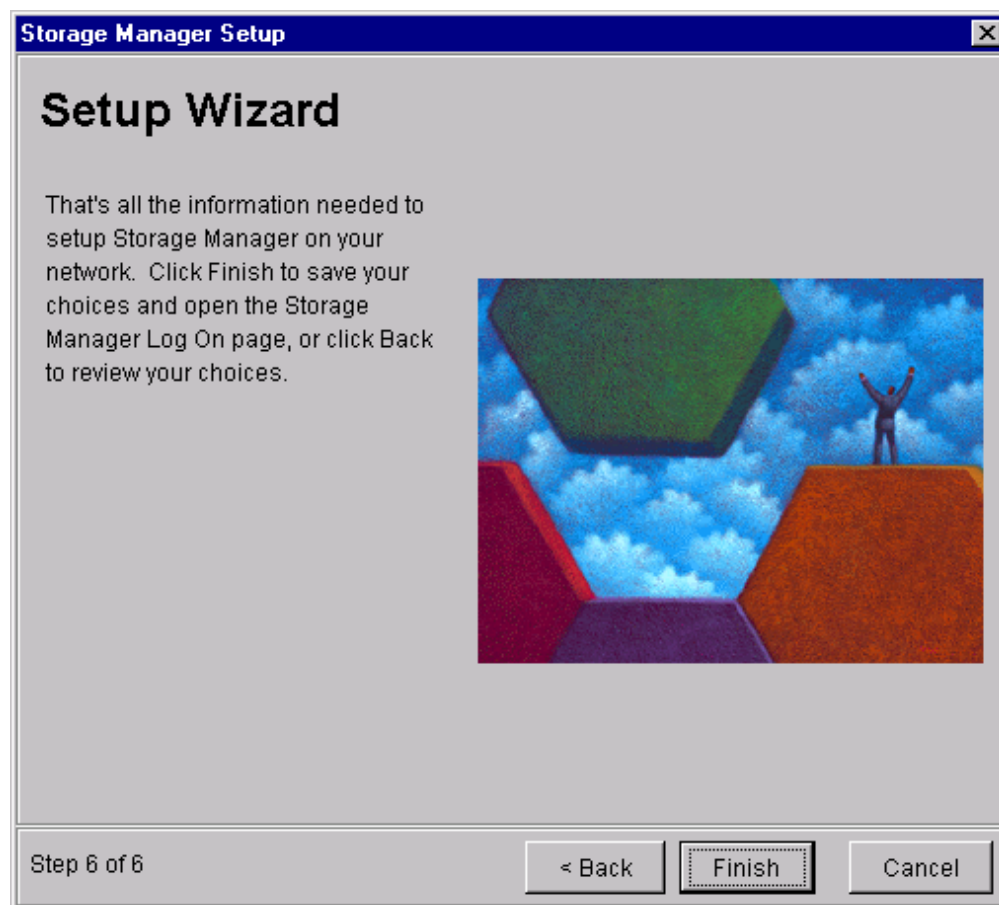 Storage Manager Setup
Setup Wizard
That's all the information needed to
setup Storage Manager on your
network.  Click Finish to save your
choices and open the Storage
Manager Log On page, or click Back
to review your choices.
Step 6 of 6
< Back
Finish
Cancel